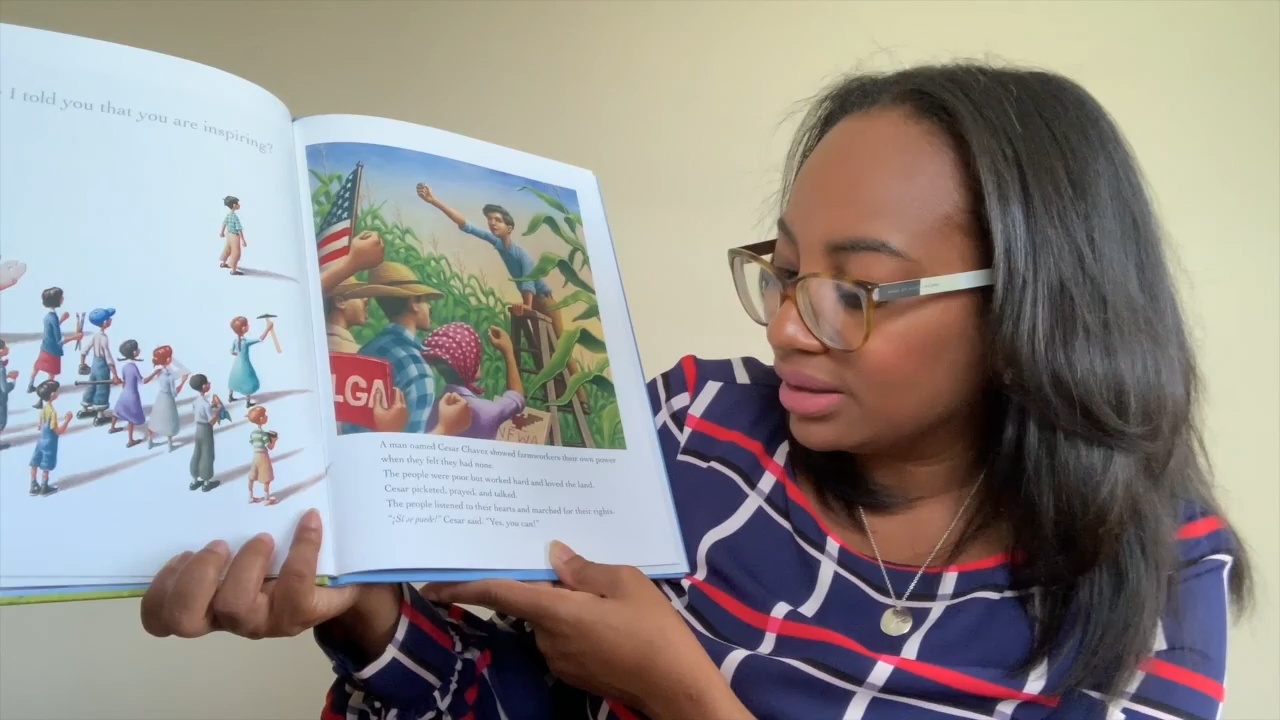 I told you that you are inspiring?
LGA
NFWA
A man named Cesar Chavez showed farmworkers their own power
when they felt they had none.
The people were poor but worked hard and loved the land.
Cesar picketed, prayed, and talked.
The people listened to their hearts and marched for their rights.
"¡Sí se puede!" Cesar said. "Yes, you can!"